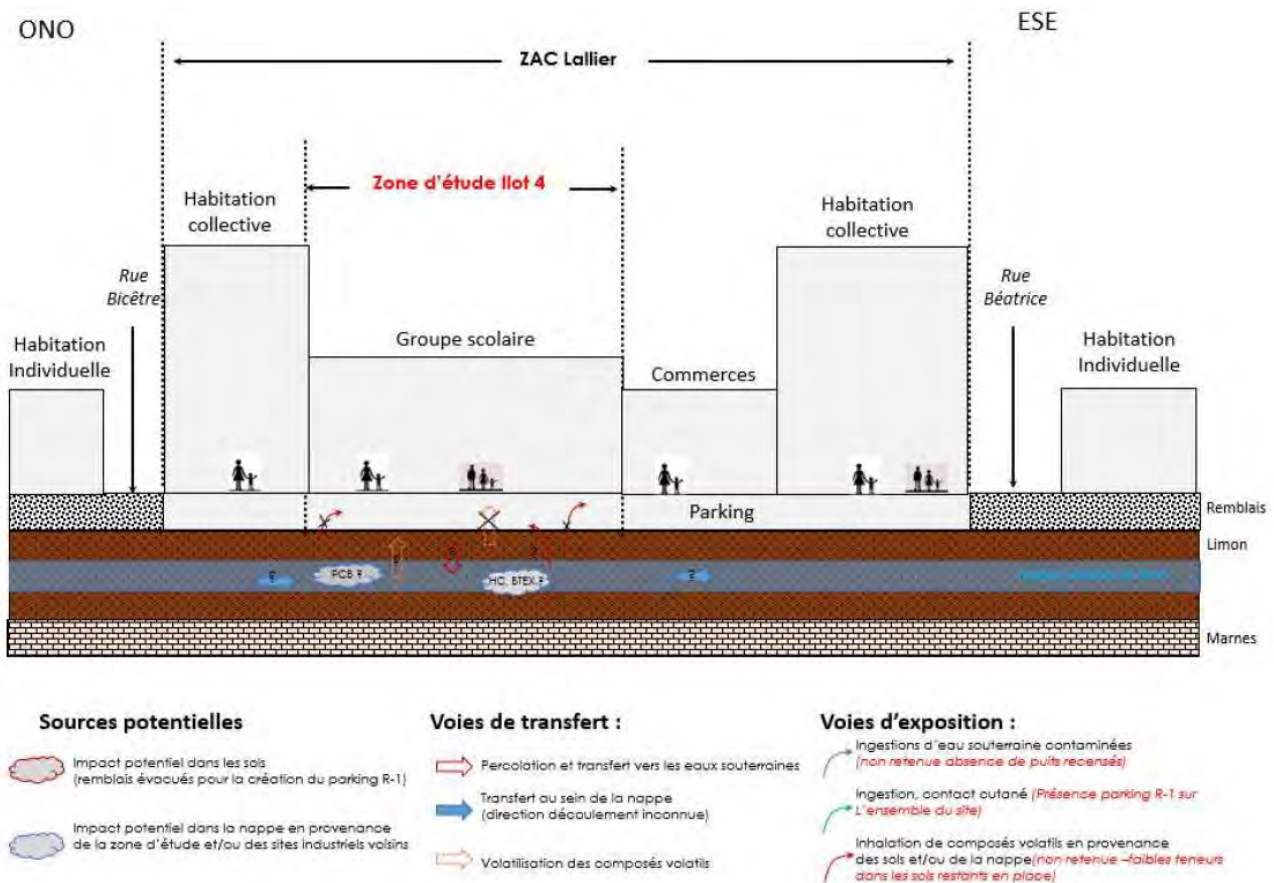 ONO
ESE
ZAC Lallier
Zone d'étude Ilot 4
Habitation
collective
Habitation
collective
Rue
Bicêtre
Rue
Béatrice
Groupe scolaire
Habitation
Individuelle
Commerces
Habitation
Individuelle
Parking
Remblais
Limon
PCB ?
HC, BTEX ?
Marnes
Sources potentielles
Impact potentiel dans les sols
(remblais évacués pour la création du parking R-1)
Impact potentiel dans la nappe en provenance
de la zone d'étude et/ou des sites industriels voisins
Voies de transfert :
Percolation et transfert vers les eaux souterraines
Transfert au sein de la nappe
(direction découlement inconnue)
Volatilisation des composés volatils
Voies d'exposition :
Ingestions d'eau souterraine contaminées
(non retenue absence de puits recensés)
Ingestion, contact cutané (Présence parking R-1 sur
L'ensemble du site)
Inhalation de composés volatils en provenance
des sols et/ou de la nappe(non retenue –faibles teneurs
dans les sols restants en place)